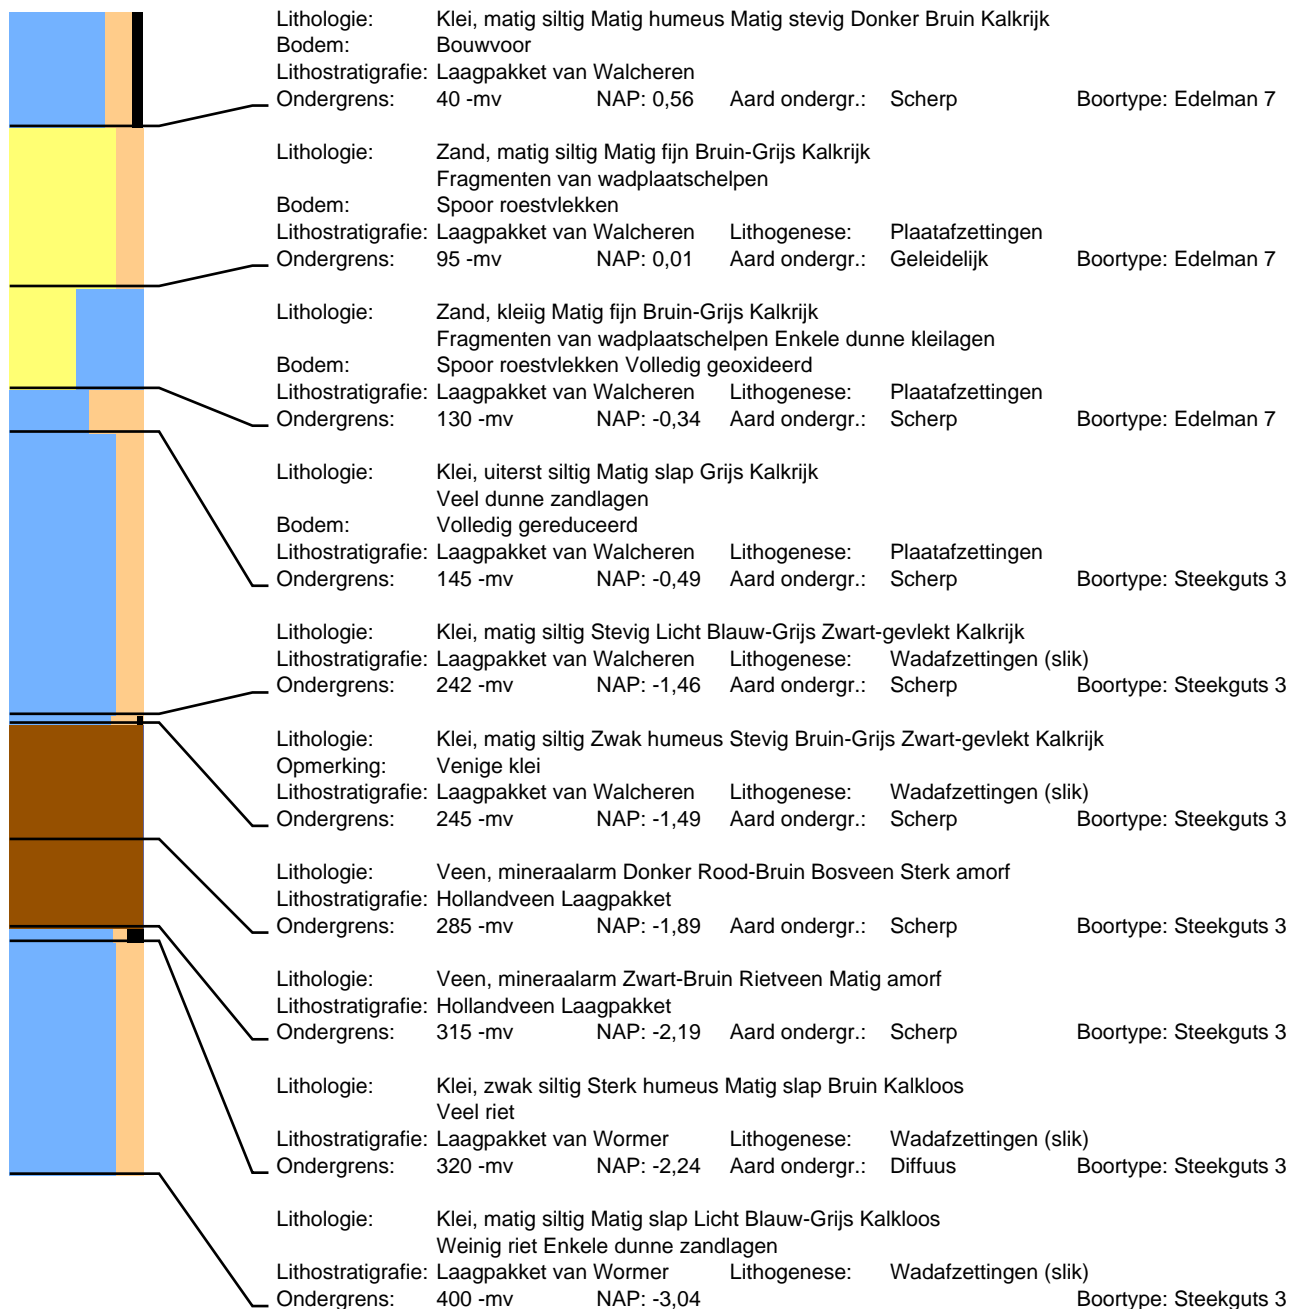 Lithologie: Klei, matig siltig Matig humeus Matig stevig Donker Bruin Kalkrijk
Bodem: Bouwvoor
Lithostratigrafie: Laagpakket van Walcheren
Ondergrens: 40 -mv NAP: 0,56 Aard ondergr.: Scherp Boortype: Edelman 7
Lithologie: Zand, matig siltig Matig fijn Bruin-Grijs Kalkrijk
Fragmenten van wadplaatschelpen
Bodem: Spoor roestvlekken
Lithostratigrafie: Laagpakket van Walcheren Lithogenese: Plaatafzettingen
Ondergrens: 95 -mv NAP: 0,01 Aard ondergr.: Geleidelijk Boortype: Edelman 7
Lithologie: Zand, kleiig Matig fijn Bruin-Grijs Kalkrijk
Fragmenten van wadplaatschelpen Enkele dunne kleilagen
Bodem: Spoor roestvlekken Volledig geoxideerd
Lithostratigrafie: Laagpakket van Walcheren Lithogenese: Plaatafzettingen
Ondergrens: 130 -mv NAP: -0,34 Aard ondergr.: Scherp Boortype: Edelman 7
Lithologie: Klei, uiterst siltig Matig slap Grijs Kalkrijk
Veel dunne zandlagen
Bodem: Volledig gereduceerd
Lithostratigrafie: Laagpakket van Walcheren Lithogenese: Plaatafzettingen
Ondergrens: 145 -mv NAP: -0,49 Aard ondergr.: Scherp Boortype: Steekguts 3
Lithologie: Klei, matig siltig Stevig Licht Blauw-Grijs Zwart-gevlekt Kalkrijk
Lithostratigrafie: Laagpakket van Walcheren Lithogenese: Wadafzettingen (slik)
Ondergrens: 242 -mv NAP: -1,46 Aard ondergr.: Scherp Boortype: Steekguts 3
Lithologie: Klei, matig siltig Zwak humeus Stevig Bruin-Grijs Zwart-gevlekt Kalkrijk
Opmerking: Venige klei
Lithostratigrafie: Laagpakket van Walcheren Lithogenese: Wadafzettingen (slik)
Ondergrens: 245 -mv NAP: -1,49 Aard ondergr.: Scherp Boortype: Steekguts 3
Lithologie: Veen, mineraalarm Donker Rood-Bruin Bosveen Sterk amorf
Lithostratigrafie: Hollandveen Laagpakket
Ondergrens: 285 -mv NAP: -1,89 Aard ondergr.: Scherp Boortype: Steekguts 3
Lithologie: Veen, mineraalarm Zwart-Bruin Rietveen Matig amorf
Lithostratigrafie: Hollandveen Laagpakket
Ondergrens: 315 -mv NAP: -2,19 Aard ondergr.: Scherp Boortype: Steekguts 3
Lithologie: Klei, zwak siltig Sterk humeus Matig slap Bruin Kalkloos
Veel riet
Lithostratigrafie: Laagpakket van Wormer Lithogenese: Wadafzettingen (slik)
Ondergrens: 320 -mv NAP: -2,24 Aard ondergr.: Diffuus Boortype: Steekguts 3
Lithologie: Klei, matig siltig Matig slap Licht Blauw-Grijs Kalkloos
Weinig riet Enkele dunne zandlagen
Lithostratigrafie: Laagpakket van Wormer Lithogenese: Wadafzettingen (slik)
Ondergrens: 400 -mv NAP: -3,04 Boortype: Steekguts 3